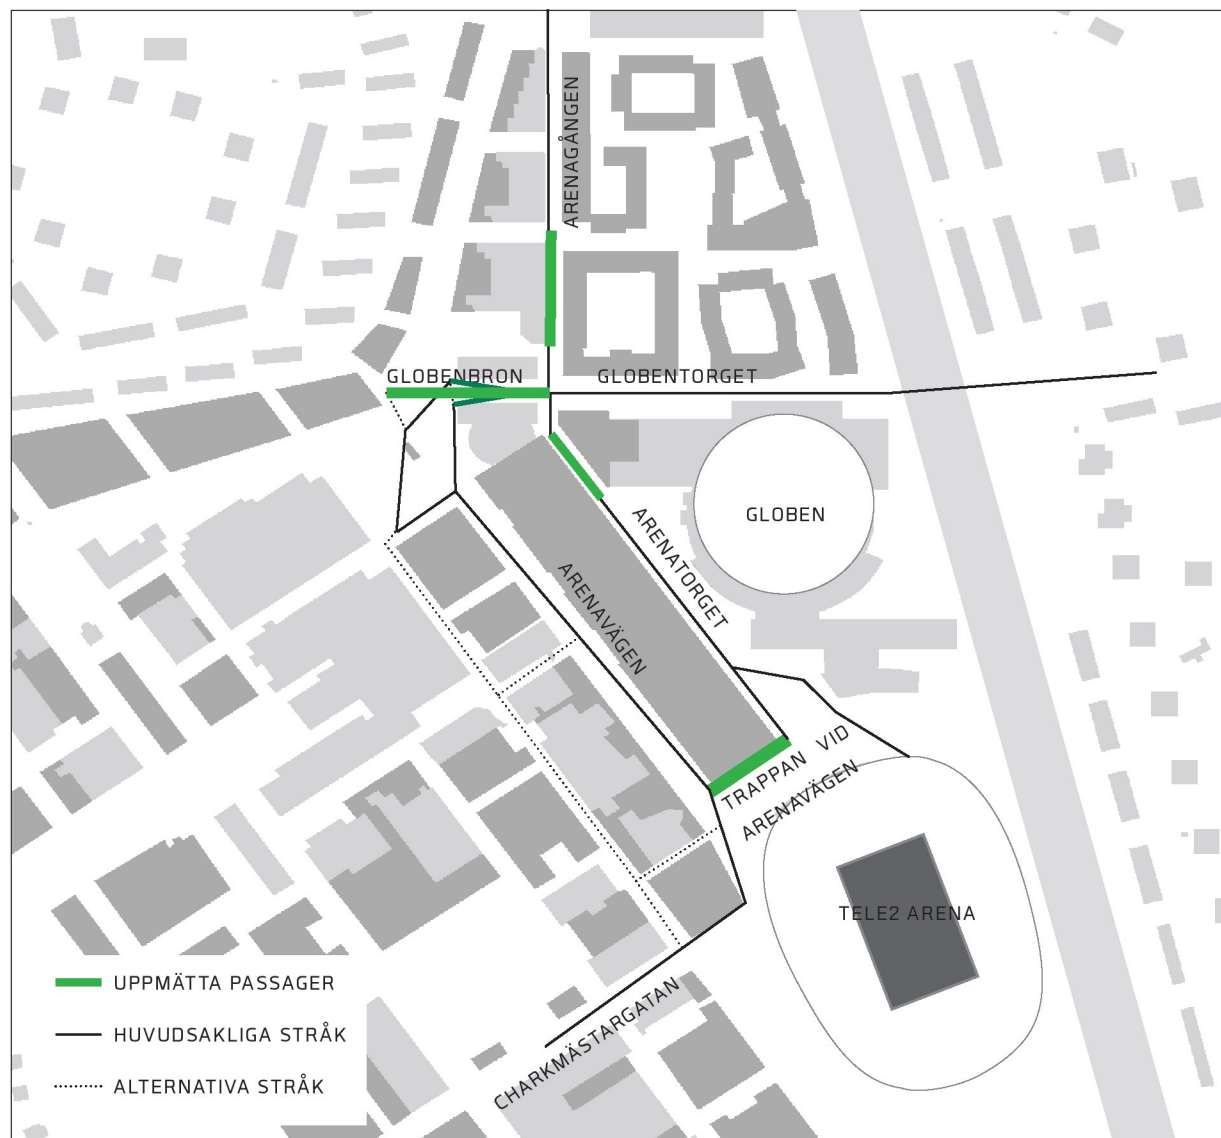 ARENAGÅNGEN
GLOBENBRON
GLOBENTORGET
GLOBEN
ARENATORGET
ARENAVÄGEN
TRAPPAN VID
ARENAVÄGEN
TELE2 ARENA
UPPMÄTTA PASSAGER
HUVUDSAKLIGA STRÅK
ALTERNATIVA STRÅK
CHARKMÄSTARGATAN